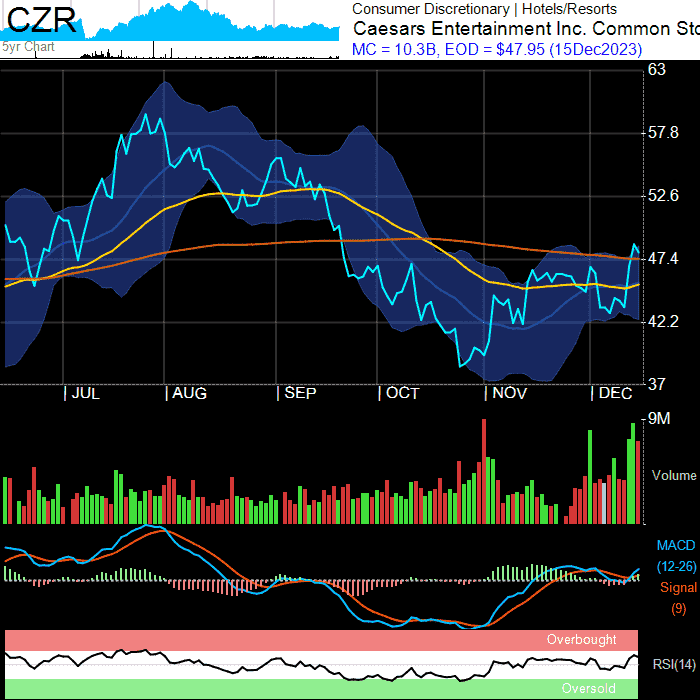 CZR
5yr Chart
Consumer Discretionary | Hotels/Resorts
Caesars Entertainment Inc. Common Sto
MC = 10.3B, EOD = $47.95 (15Dec2023)
63
57.8
52.6
47.4
42.2
37
| JUL | AUG | SEP | OCT | NOV | DEC
9M
Volume
MACD
(12-26)
Signal
(9)
Overbought
RSI(14)
Oversold